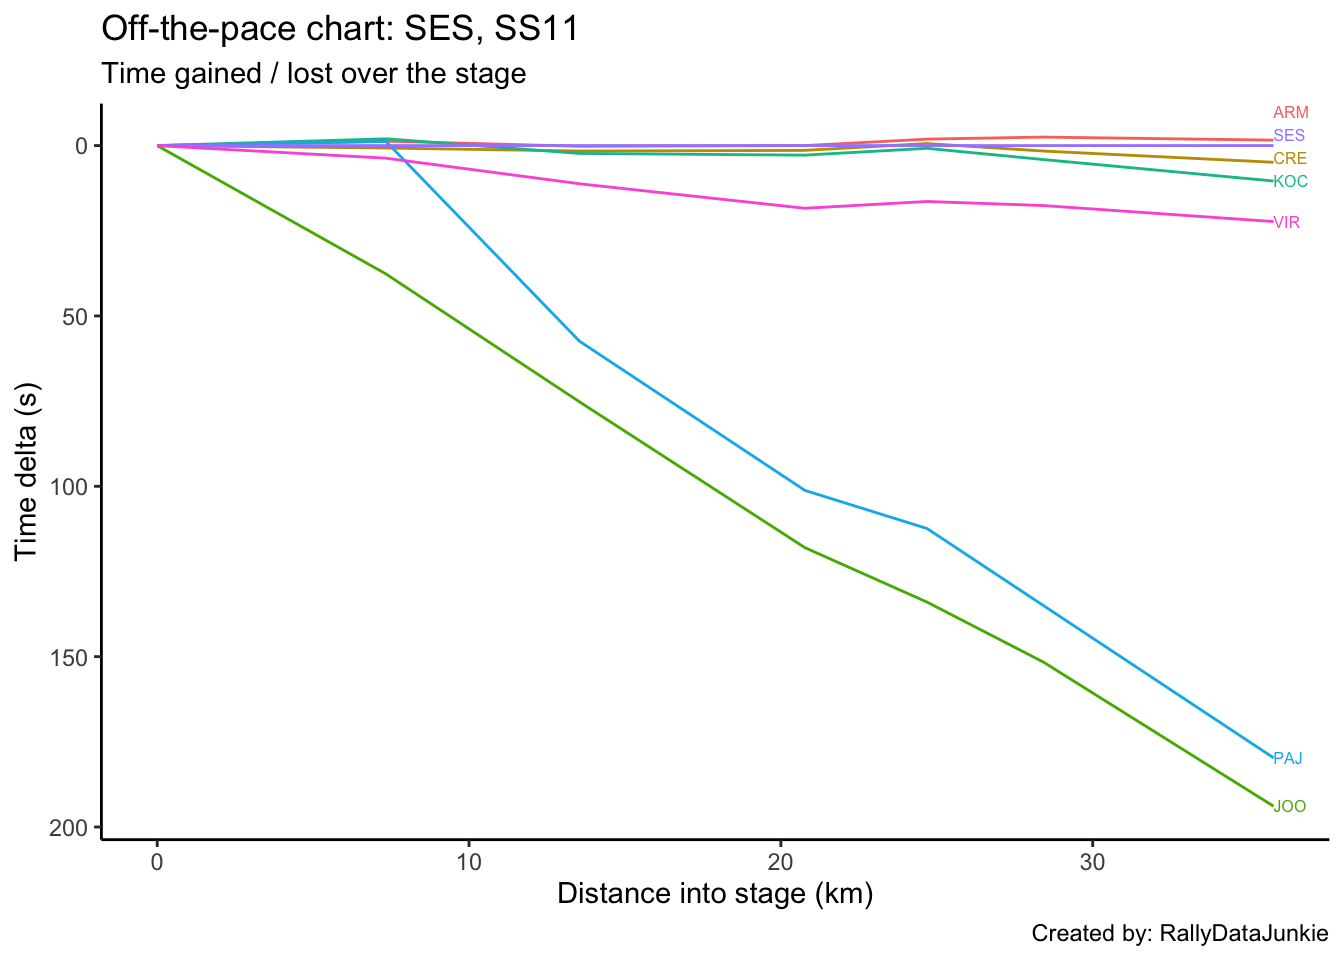 Off-the-pace chart: SES, SS11
Time gained / lost over the stage
ARM
SES
CRE
KOC
VIR
PAJ
JOO
0
50
100
150
200
Time delta (s)
0 10 20 30
Distance into stage (km)
Created by: RallyDataJunkie